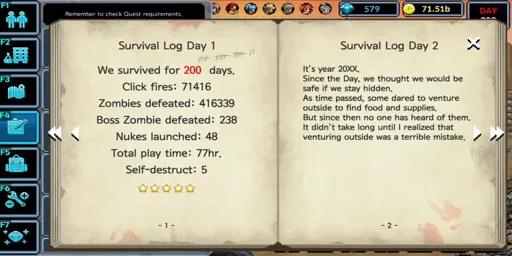 F1
Remember to check Quest requirements.
579
71.51b
DAY
F2
F3
F4
F5
F6
F7
Survival Log Day 1
We survived for 200 days.
Click fires: 71416
Zombies defeated: 416339
Boss Zombie defeated: 238
Nukes launched: 48
Total play time: 77hr.
Self-destruct: 5
- 1 -
Survival Log Day 2
It's year 20XX.
Since the Day, we thought we would be
safe if we stay hidden.
As time passed, some dared to venture
outside to find food and supplies.
But since then no one has heard of them.
It didn't take long until I realized that
venturing outside was a terrible mistake.
- 2 -